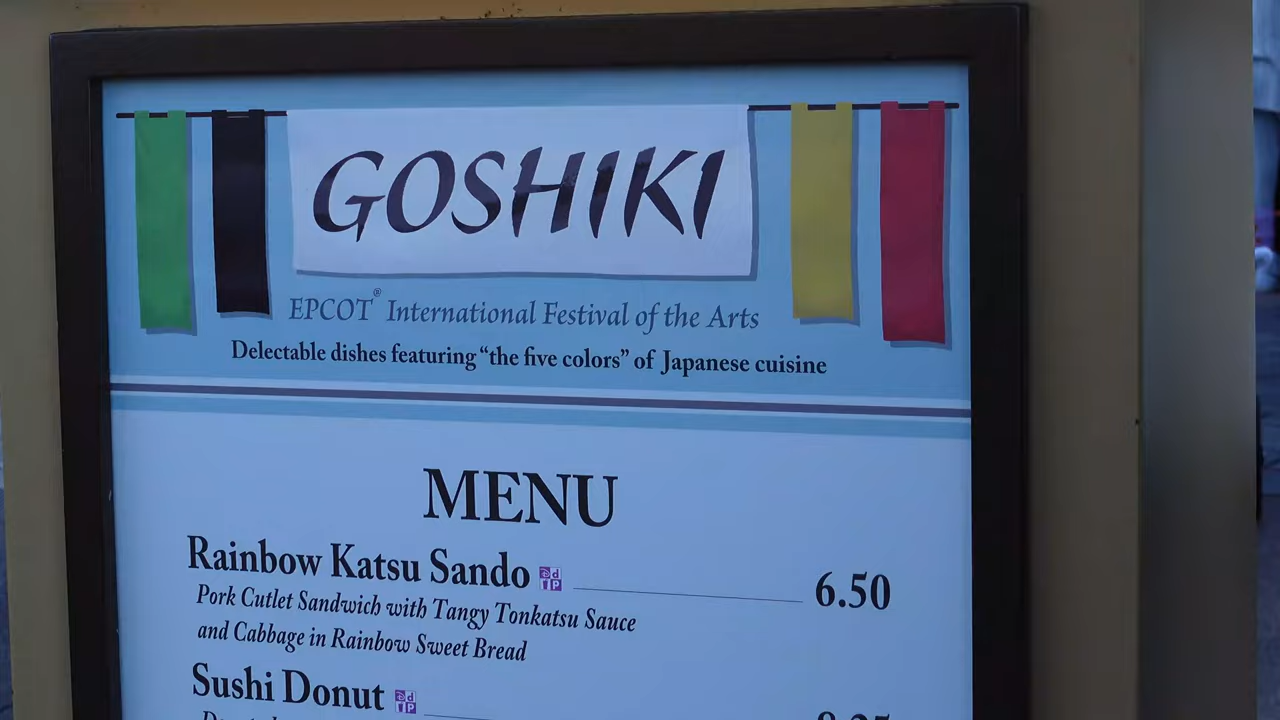 GOSHIKI
EPCOT® International Festival of the Arts
Delectable dishes featuring “the five colors” of Japanese cuisine
MENU
Rainbow Katsu Sando 6.50
Pork Cutlet Sandwich with Tangy Tonkatsu Sauce
and Cabbage in Rainbow Sweet Bread
Sushi Donut